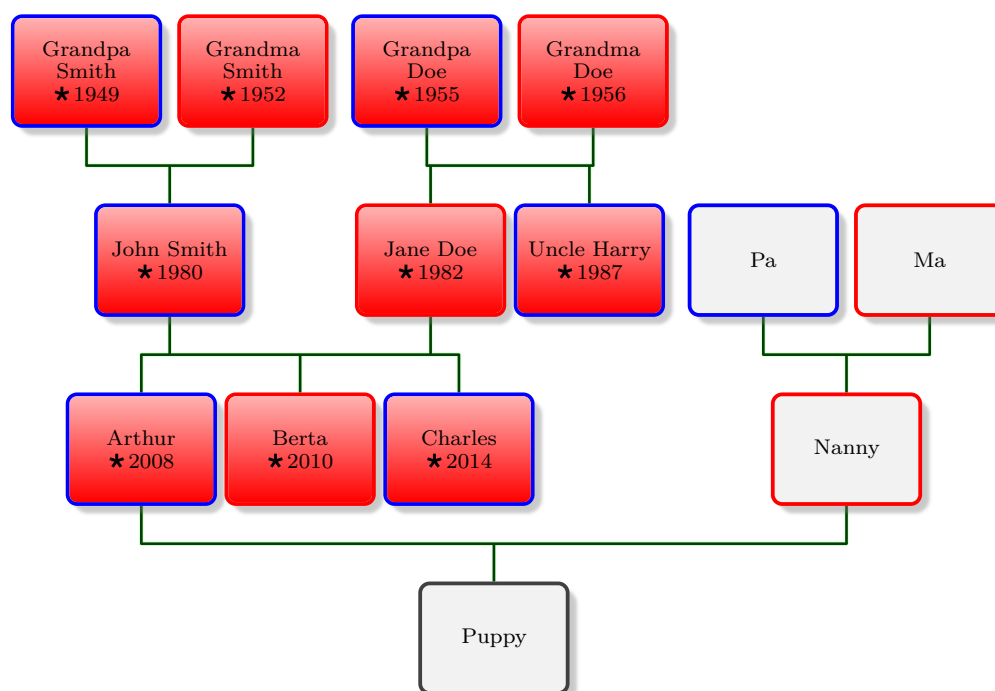 Grandpa
Smith
★1949
Grandma
Smith
★1952
Grandpa
Doe
★1955
Grandma
Doe
★1956
John Smith
★1980
Jane Doe
★1982
Uncle Harry
★1987
Pa
Ma
Arthur
★2008
Berta
★2010
Charles
★2014
Nanny
Puppy